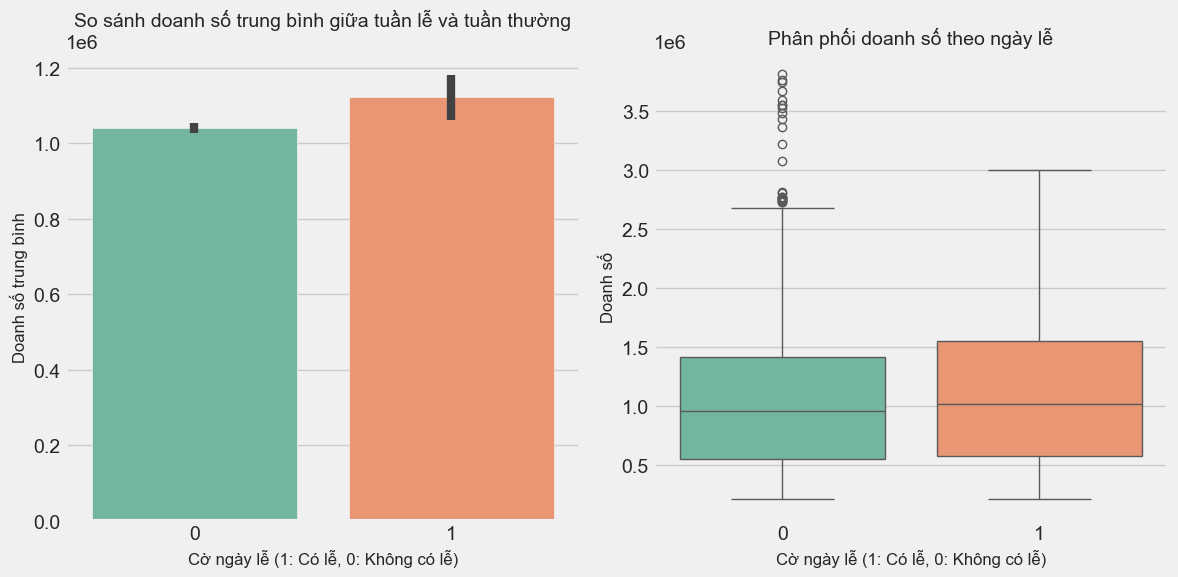 So sánh doanh số trung bình giữa tuần lễ và tuần thường
1e6
1.2
1.0
0.8
0.6
0.4
0.2
0.0
Doanh số trung bình
0
1
Cờ ngày lễ (1: Có lễ, 0: Không có lễ)
Phân phối doanh số theo ngày lễ
1e6
3.5
3.0
2.5
2.0
1.5
1.0
0.5
Doanh số
0
1
Cờ ngày lễ (1: Có lễ, 0: Không có lễ)